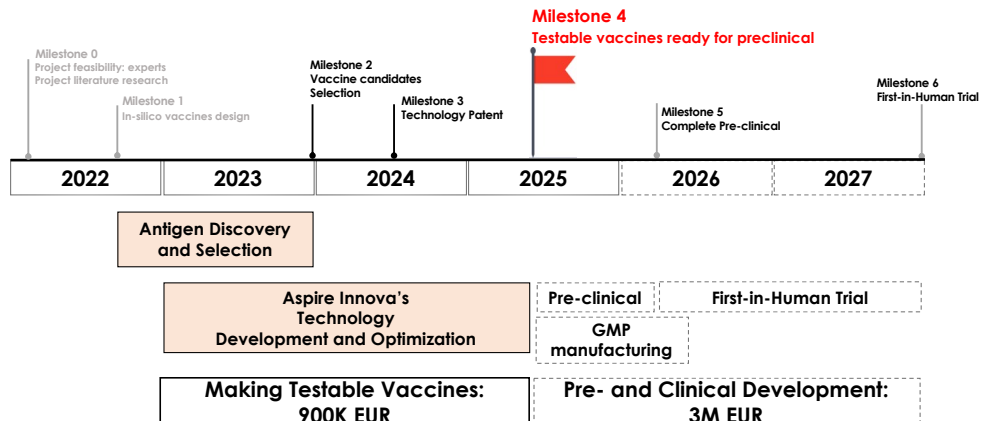 Milestone 4
Testable vaccines ready for preclinical
Milestone 0
Project feasibility: experts
Project literature research
Milestone 1
In-silico vaccines design
Milestone 2
Vaccine candidates
Selection
Milestone 3
Technology Patent
Milestone 5
Complete Pre-clinical
Milestone 6
First-in-Human Trial
2022
2023
2024
2025
2026
2027
Antigen Discovery
and Selection
Aspire Innova's
Technology
Development and Optimization
Pre-clinical
First-in-Human Trial
GMP
manufacturing
Making Testable Vaccines:
900K EUR
Pre- and Clinical Development:
3M EUR